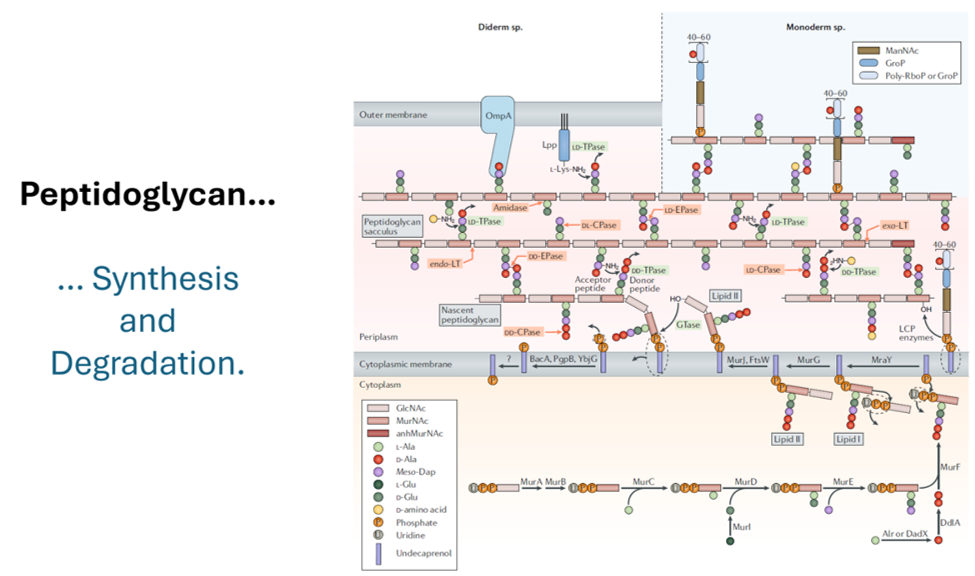 Peptidoglycan...
... Synthesis
and
Degradation.
Diderm sp.
Monoderm sp.
40–60
ManNAc
GroP
Poly-RboP or GroP
40–60
Outer membrane
OmpA
Lpp
LD-TPase
L-Lys-NH2
P
P
Amidase
Peptidoglycan
sacculus
NH2
LD-TPase
DL-CPase
LD-EPase
NH2
LD-TPase
exo-LT
endo-LT
DD-EPase
NH2
DD-TPase
Acceptor
peptide
Donor
peptide
LD-CPase
HN
DD-TPase
40–60
Nascent
peptidoglycan
HO
Lipid II
GTase
OH
LCP
enzymes
DD-CPase
Periplasm
P
P
P
P
P
P
P
P
Cytoplasmic membrane
?
BacA, PgpB, YbjG
MurJ, FtsW
MurG
MraY
Cytoplasm
P
P
P
P
P
P
P
U
P
P
U
P
P
Lipid II
Lipid I
GlcNAc
MurNAc
anhMurNAc
L-Ala
D-Ala
Meso-Dap
L-Glu
D-Glu
D-amino acid
P Phosphate
U Uridine
Undecaprenol
U P P
MurA
MurB
U P P
MurC
U P P
MurD
U P P
MurE
U P P
MurF
MurI
Alr or DadX
DdlA